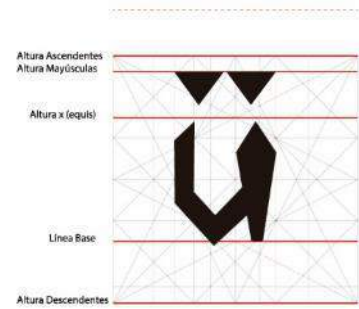 Altura Ascendentes
Altura Mayúsculas
Altura x (equis)
Línea Base
Altura Descendentes
ü